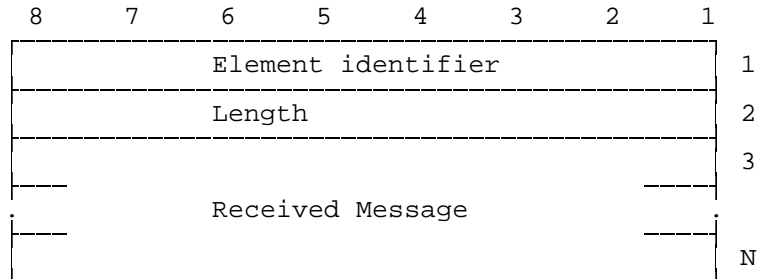 8 7 6 5 4 3 2 1
Element identifier 1
Length 2
3
. Received Message .
N